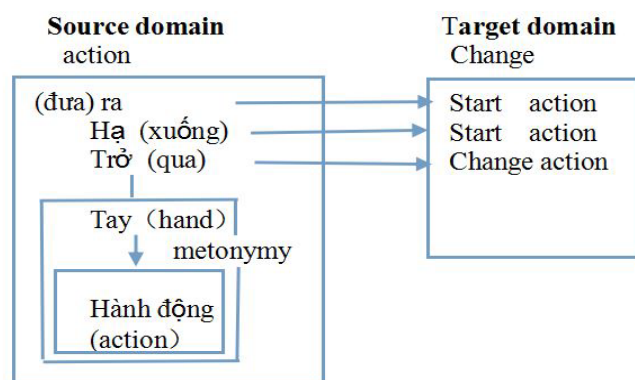 Source domain
action
Target domain
Change
(đưa) ra
Hạ (xuống)
Trở (qua)
Tay（hand）
metonymy
Hành động
(action）
Start action
Start action
Change action